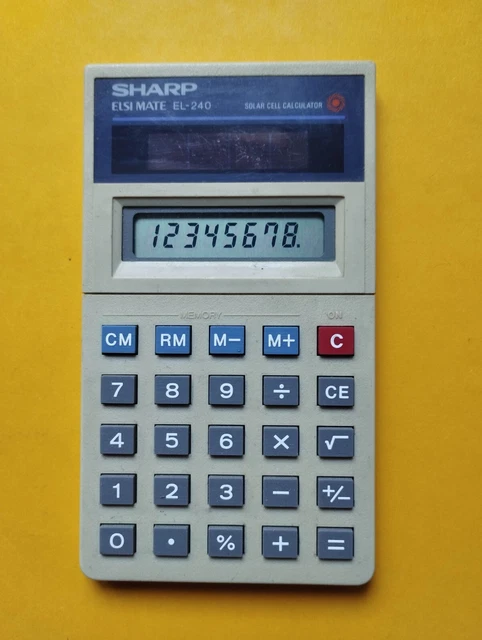 SHARP
ELSI MATE EL-240 SOLAR CELL CALCULATOR
12345678.
MEMORY ON
CM RM M− M+ C
7 8 9 ÷ CE
4 5 6 × √
1 2 3 − +/−
0 • % + =